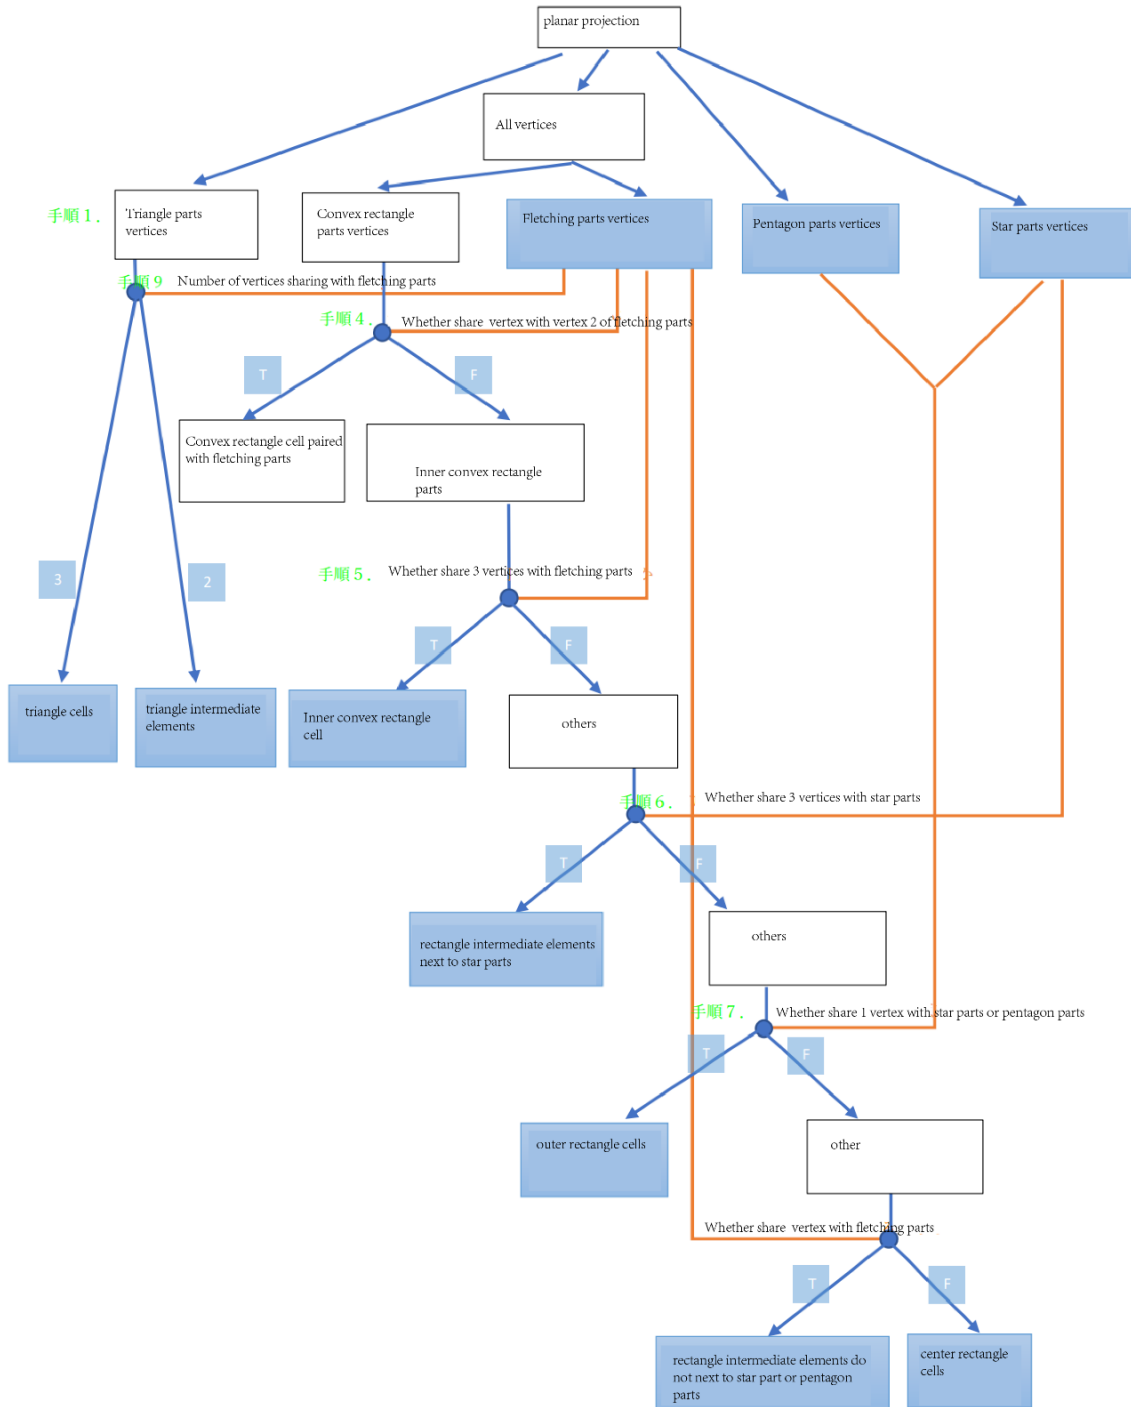 planar projection
All vertices
手順１.
Triangle parts
vertices
Convex rectangle
parts vertices
Fletching parts vertices
Pentagon parts vertices
Star parts vertices
手順９
Number of vertices sharing with fletching parts
手順４.
Whether share vertex with vertex 2 of fletching parts
T
F
Convex rectangle cell paired
with fletching parts
Inner convex rectangle
parts
手順５.
Whether share 3 vertices with fletching parts
3
2
T
F
triangle cells
triangle intermediate
elements
Inner convex rectangle
cell
others
手順６.
Whether share 3 vertices with star parts
T
F
rectangle intermediate elements
next to star parts
others
手順７.
Whether share 1 vertex with star parts or pentagon parts
T
F
outer rectangle cells
other
Whether share vertex with fletching parts
T
F
rectangle intermediate elements do
not next to star part or pentagon
parts
center rectangle
cells